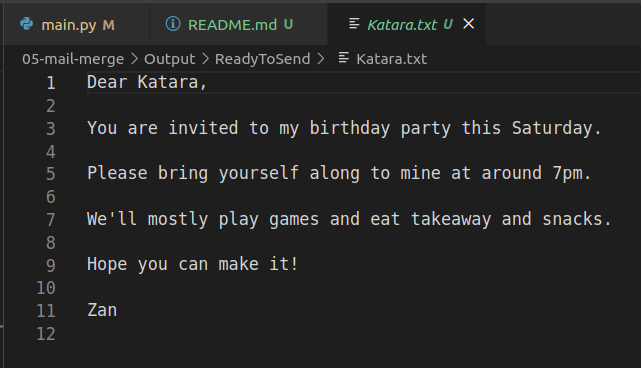 main.py M
README.md U
Katara.txt U
05-mail-merge > Output > ReadyToSend > Katara.txt
1 Dear Katara,
2
3 You are invited to my birthday party this Saturday.
4
5 Please bring yourself along to mine at around 7pm.
6
7 We'll mostly play games and eat takeaway and snacks.
8
9 Hope you can make it!
10
11 Zan
12